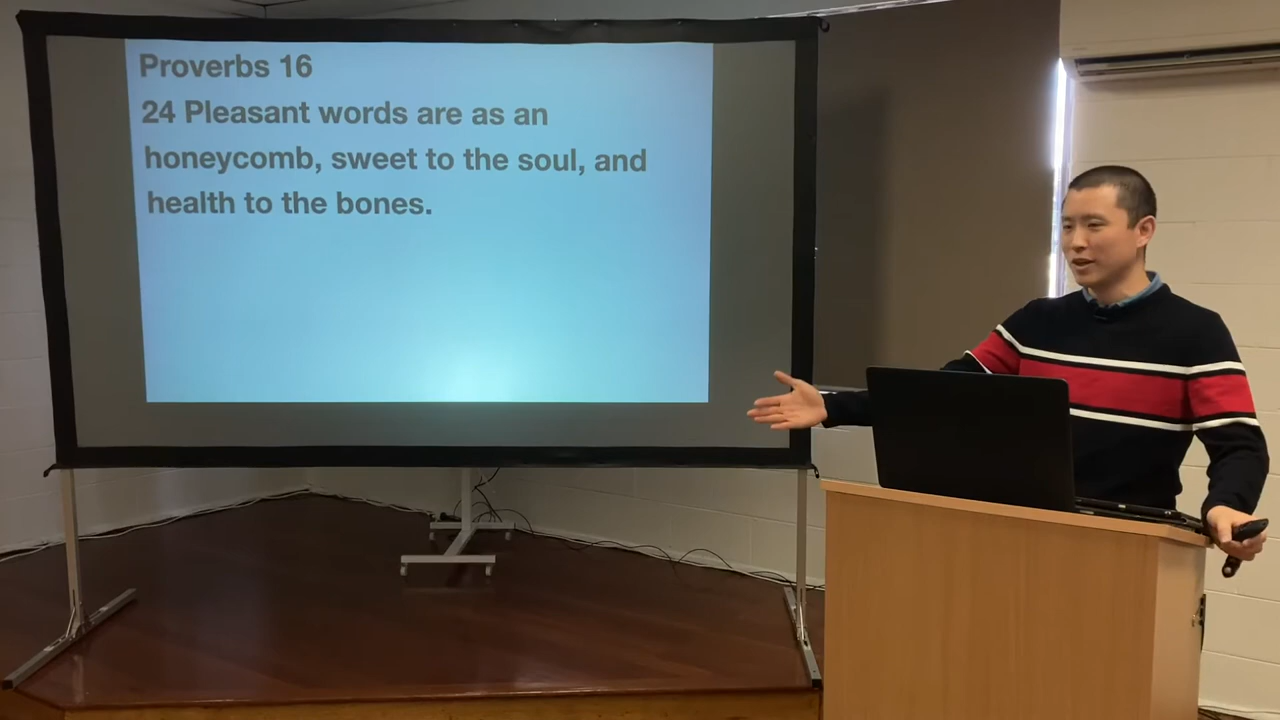 Proverbs 16
24 Pleasant words are as an
honeycomb, sweet to the soul, and
health to the bones.